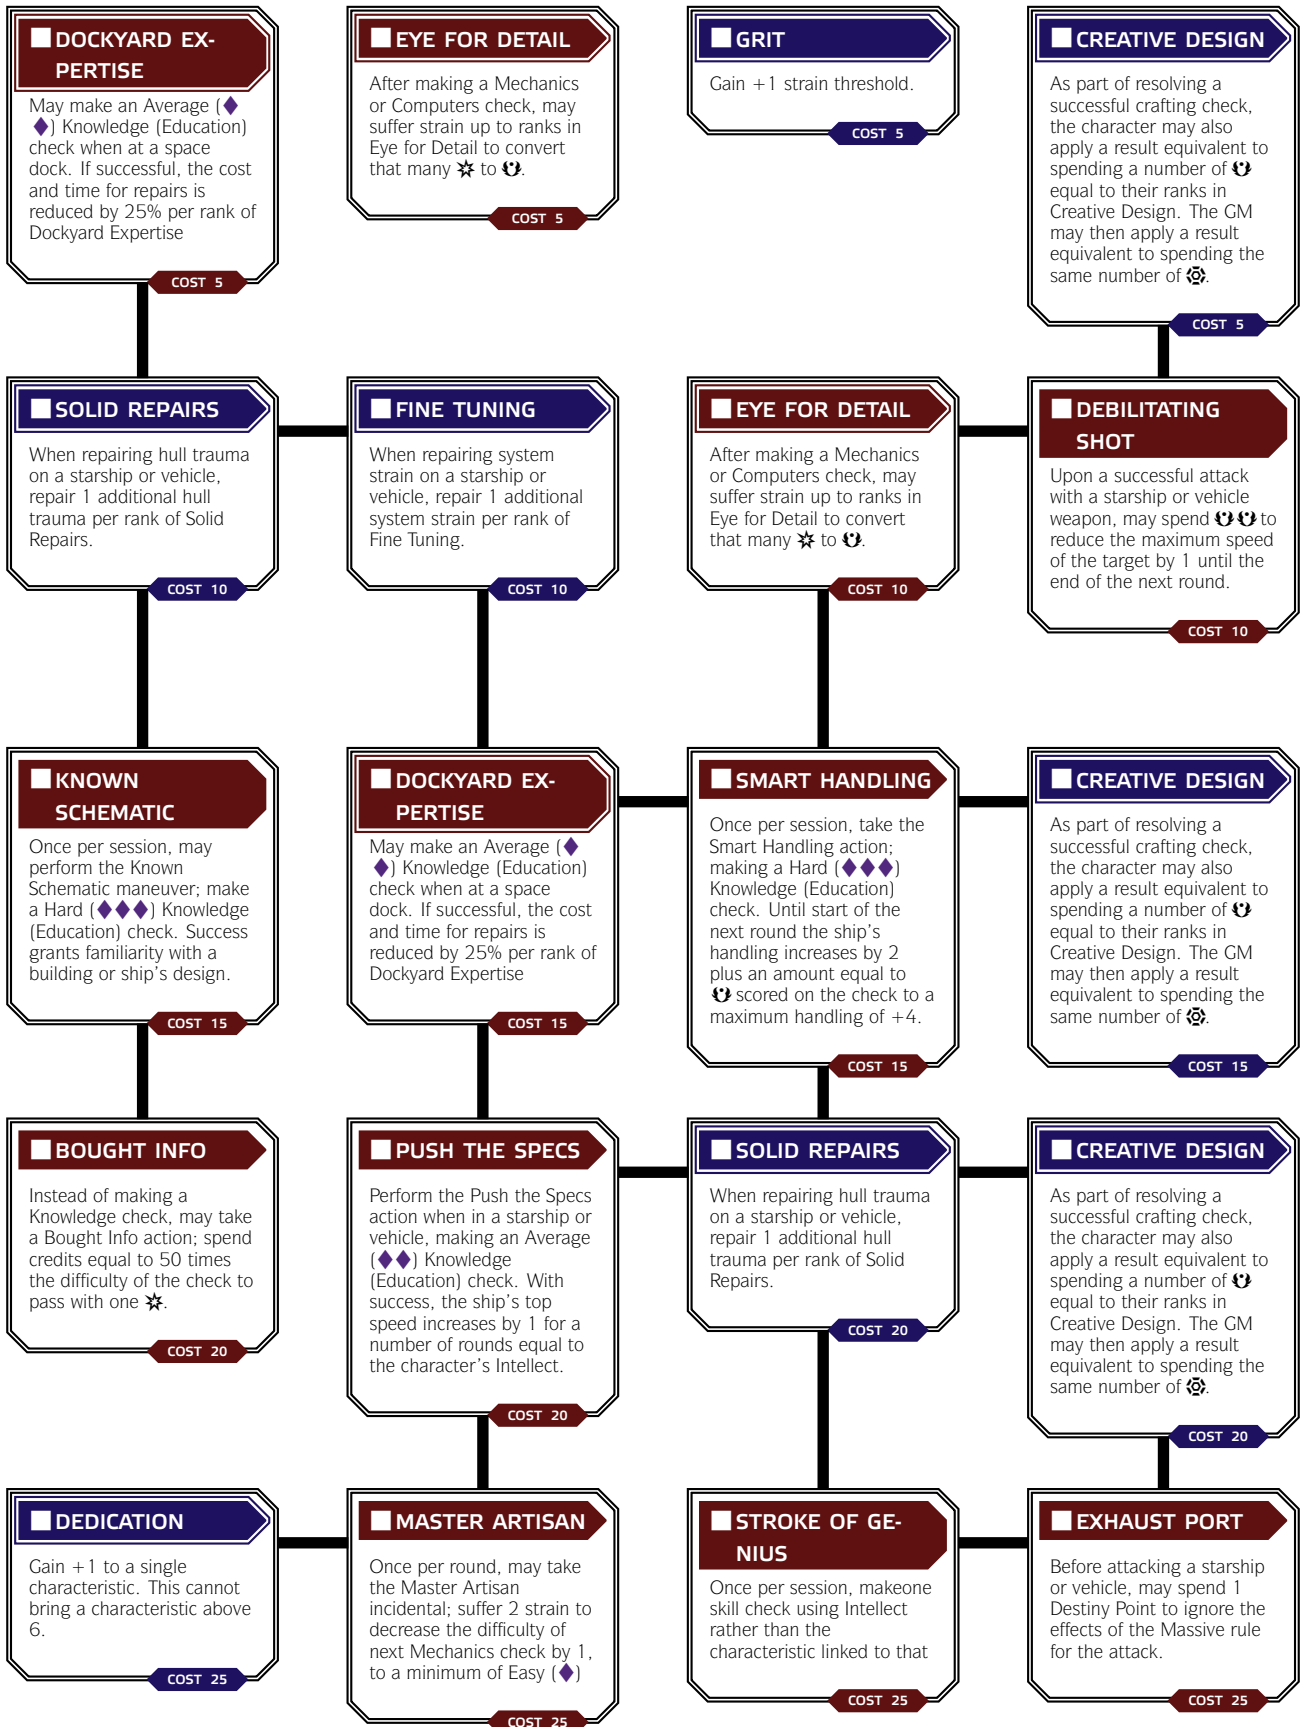 DOCKYARD EX-
PERTISE
May make an Average (♦
♦) Knowledge (Education)
check when at a space
dock. If successful, the cost
and time for repairs is
reduced by 25% per rank of
Dockyard Expertise
COST 5
EYE FOR DETAIL
After making a Mechanics
or Computers check, may
suffer strain up to ranks in
Eye for Detail to convert
that many to .
COST 5
GRIT
Gain +1 strain threshold.
COST 5
CREATIVE DESIGN
As part of resolving a
successful crafting check,
the character may also
apply a result equivalent to
spending a number of
equal to their ranks in
Creative Design. The GM
may then apply a result
equivalent to spending the
same number of .
COST 5
SOLID REPAIRS
When repairing hull trauma
on a starship or vehicle,
repair 1 additional hull
trauma per rank of Solid
Repairs.
COST 10
FINE TUNING
When repairing system
strain on a starship or
vehicle, repair 1 additional
system strain per rank of
Fine Tuning.
COST 10
EYE FOR DETAIL
After making a Mechanics
or Computers check, may
suffer strain up to ranks in
Eye for Detail to convert
that many to .
COST 10
DEBILITATING
SHOT
Upon a successful attack
with a starship or vehicle
weapon, may spend to
reduce the maximum speed
of the target by 1 until the
end of the next round.
COST 10
KNOWN
SCHEMATIC
Once per session, may
perform the Known
Schematic maneuver; make
a Hard (♦♦♦) Knowledge
(Education) check. Success
grants familiarity with a
building or ship's design.
COST 15
DOCKYARD EX-
PERTISE
May make an Average (♦
♦) Knowledge (Education)
check when at a space
dock. If successful, the cost
and time for repairs is
reduced by 25% per rank of
Dockyard Expertise
COST 15
SMART HANDLING
Once per session, take the
Smart Handling action;
making a Hard (♦♦♦)
Knowledge (Education)
check. Until start of the
next round the ship's
handling increases by 2
plus an amount equal to
scored on the check to a
maximum handling of +4.
COST 15
CREATIVE DESIGN
As part of resolving a
successful crafting check,
the character may also
apply a result equivalent to
spending a number of
equal to their ranks in
Creative Design. The GM
may then apply a result
equivalent to spending the
same number of .
COST 15
BOUGHT INFO
Instead of making a
Knowledge check, may take
a Bought Info action; spend
credits equal to 50 times
the difficulty of the check to
pass with one .
COST 20
PUSH THE SPECS
Perform the Push the Specs
action when in a starship or
vehicle, making an Average
(♦♦) Knowledge
(Education) check. With
success, the ship's top
speed increases by 1 for a
number of rounds equal to
the character's Intellect.
COST 20
SOLID REPAIRS
When repairing hull trauma
on a starship or vehicle,
repair 1 additional hull
trauma per rank of Solid
Repairs.
COST 20
CREATIVE DESIGN
As part of resolving a
successful crafting check,
the character may also
apply a result equivalent to
spending a number of
equal to their ranks in
Creative Design. The GM
may then apply a result
equivalent to spending the
same number of .
COST 20
DEDICATION
Gain +1 to a single
characteristic. This cannot
bring a characteristic above
6.
COST 25
MASTER ARTISAN
Once per round, may take
the Master Artisan
incidental; suffer 2 strain to
decrease the difficulty of
next Mechanics check by 1,
to a minimum of Easy (♦)
COST 25
STROKE OF GE-
NIUS
Once per session, makeone
skill check using Intellect
rather than the
characteristic linked to that
COST 25
EXHAUST PORT
Before attacking a starship
or vehicle, may spend 1
Destiny Point to ignore the
effects of the Massive rule
for the attack.
COST 25